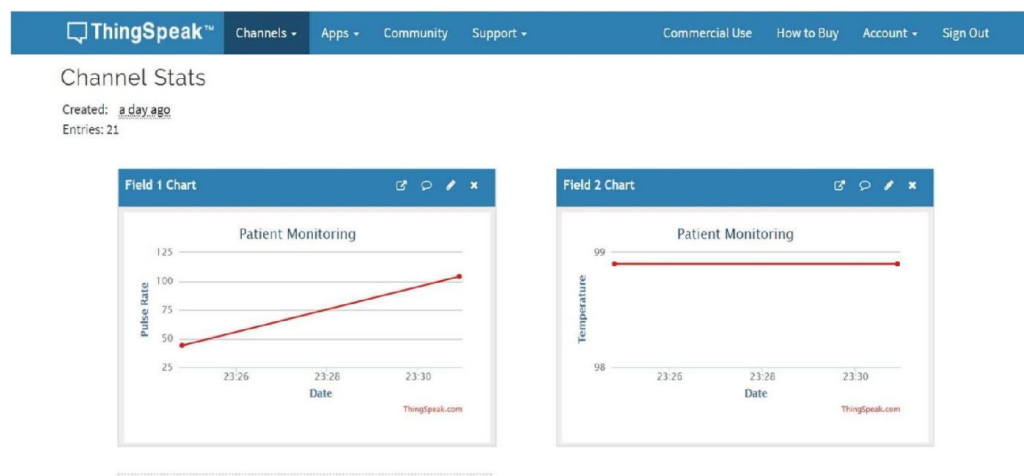 ThingSpeak™ Channels Apps Community Support Commercial Use How to Buy Account Sign Out
Channel Stats
Created: a day ago
Entries: 21
Field 1 Chart
Patient Monitoring
125
100
75
50
25
Pulse Rate
23:26 23:28 23:30
Date
ThingSpeak.com
Field 2 Chart
Patient Monitoring
99
98
Temperature
23:26 23:28 23:30
Date
ThingSpeak.com